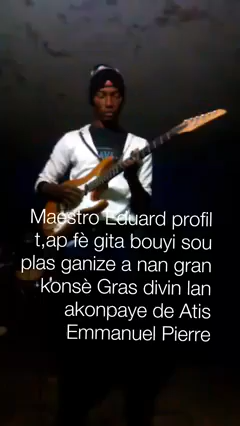 Maestro Eduard profil
t,ap fè gita bouyi sou
plas ganize a nan gran
konsè Gras divin lan
akonpaye de Atis
Emmanuel Pierre